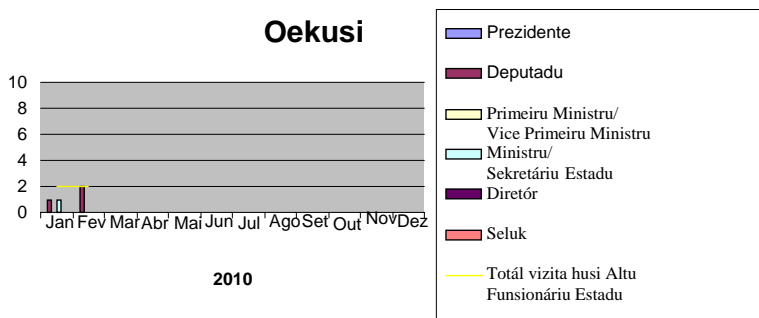 Oekusi
10
8
6
4
2
0
Jan Fev Mar Abr Mai Jun Jul Ago Set Out Nov Dez
2010
Prezidente
Deputadu
Primeiru Ministru/
Vice Primeiru Ministru
Ministru/
Sekretáriu Estadu
Diretór
Seluk
Totál vizita husi Altu
Funsionáriu Estadu